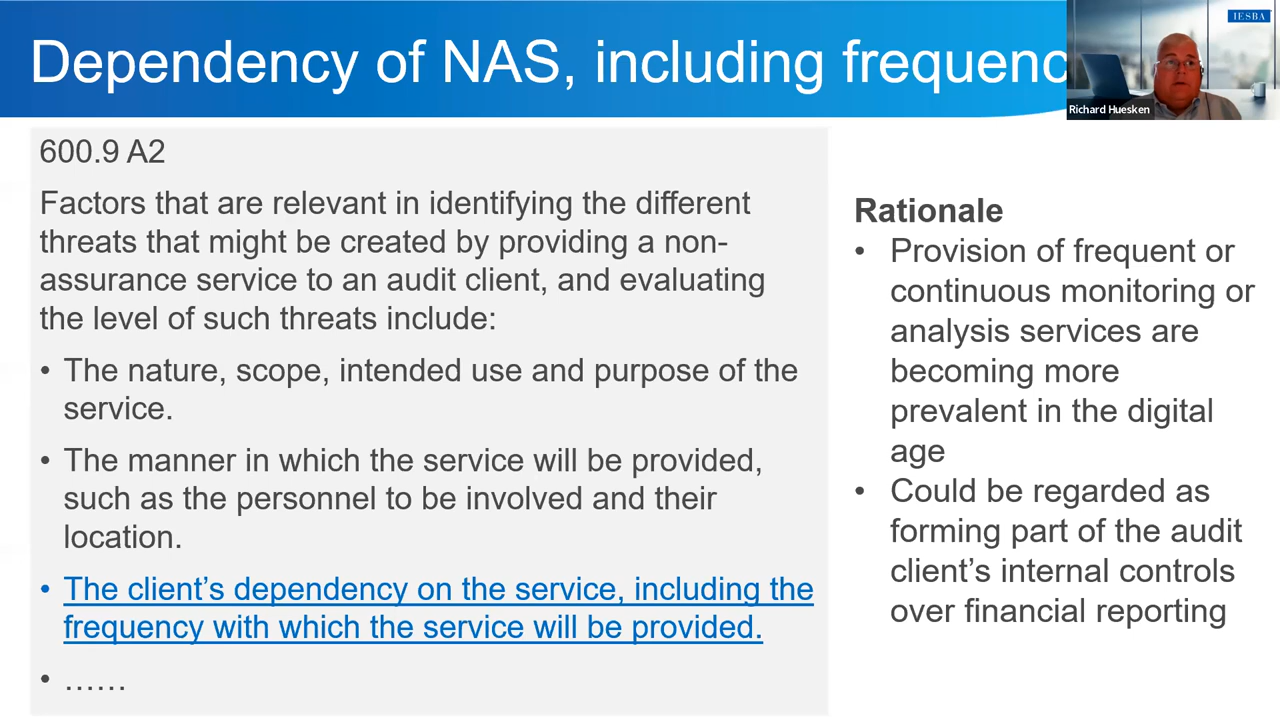 Dependency of NAS, including frequenc
IESBA
Richard Huesken
600.9 A2
Factors that are relevant in identifying the different
threats that might be created by providing a non-
assurance service to an audit client, and evaluating
the level of such threats include:
• The nature, scope, intended use and purpose of the
service.
• The manner in which the service will be provided,
such as the personnel to be involved and their
location.
• The client’s dependency on the service, including the
frequency with which the service will be provided.
• ……
Rationale
• Provision of frequent or
continuous monitoring or
analysis services are
becoming more
prevalent in the digital
age
• Could be regarded as
forming part of the audit
client’s internal controls
over financial reporting